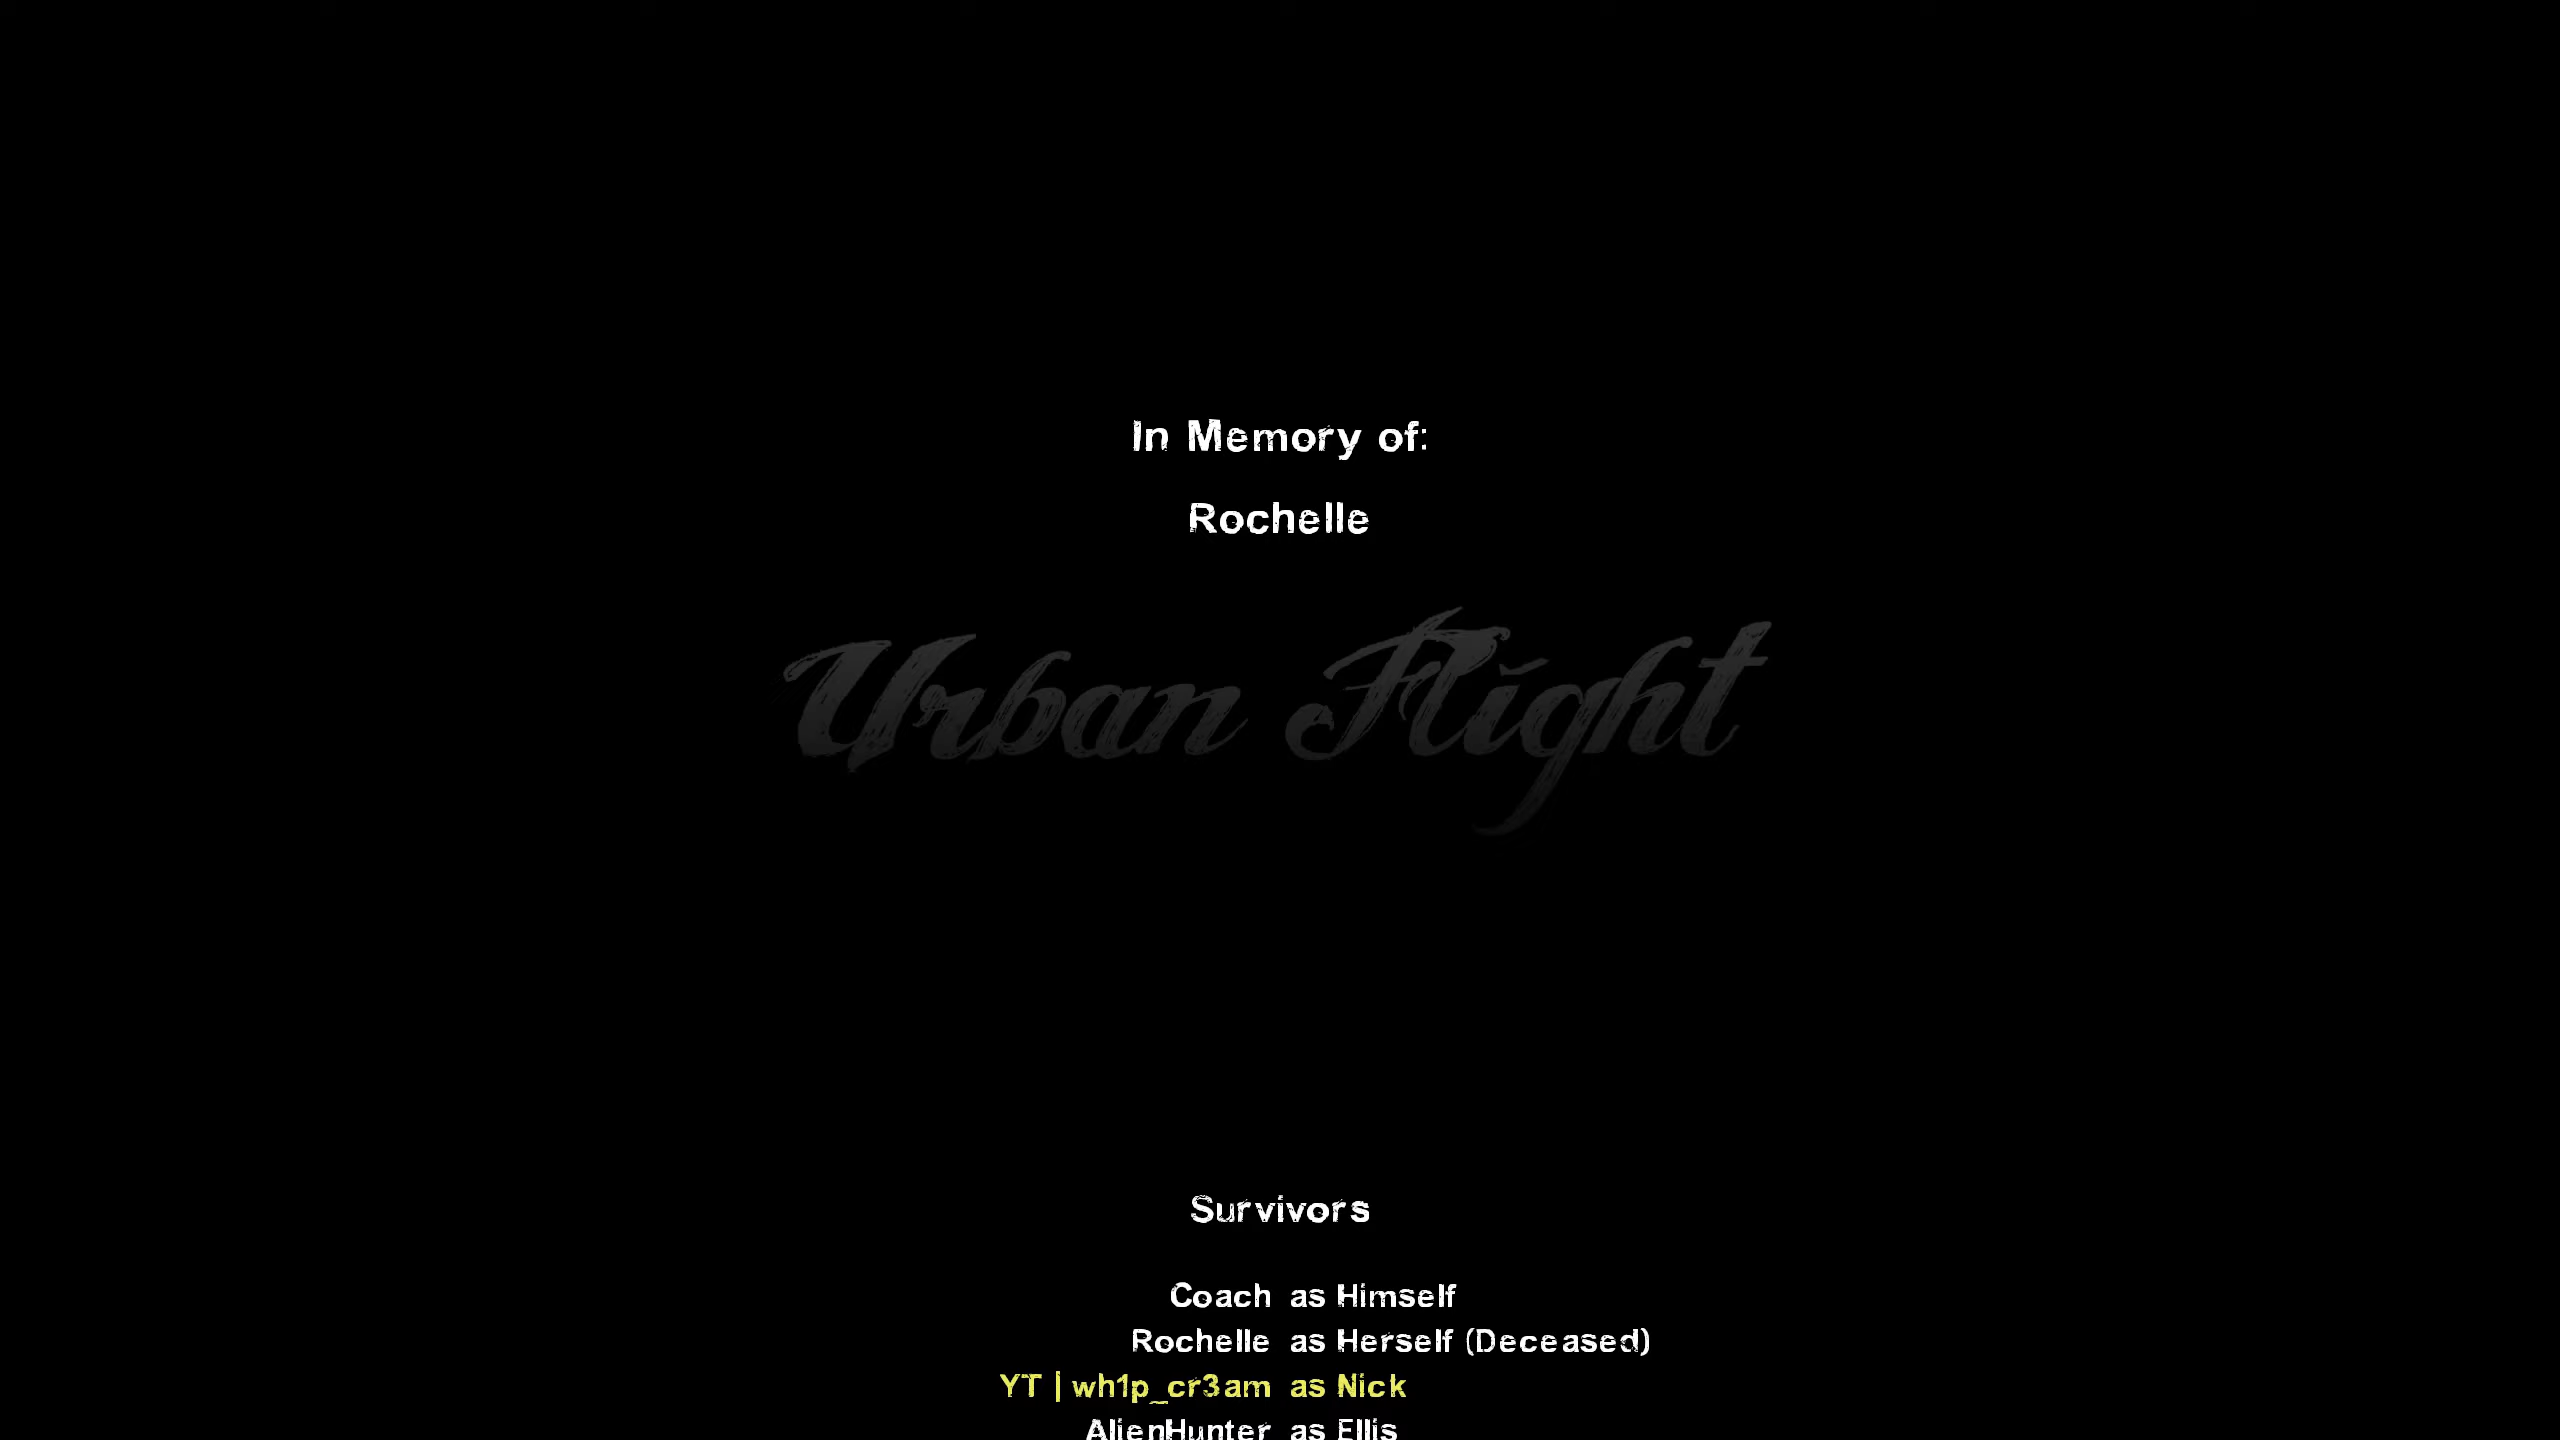 In Memory of:
Rochelle
Urban Flight
Survivors
Coach as Himself
Rochelle as Herself (Deceased)
YT | wh1p_cr3am as Nick
AlienHunter as Ellis